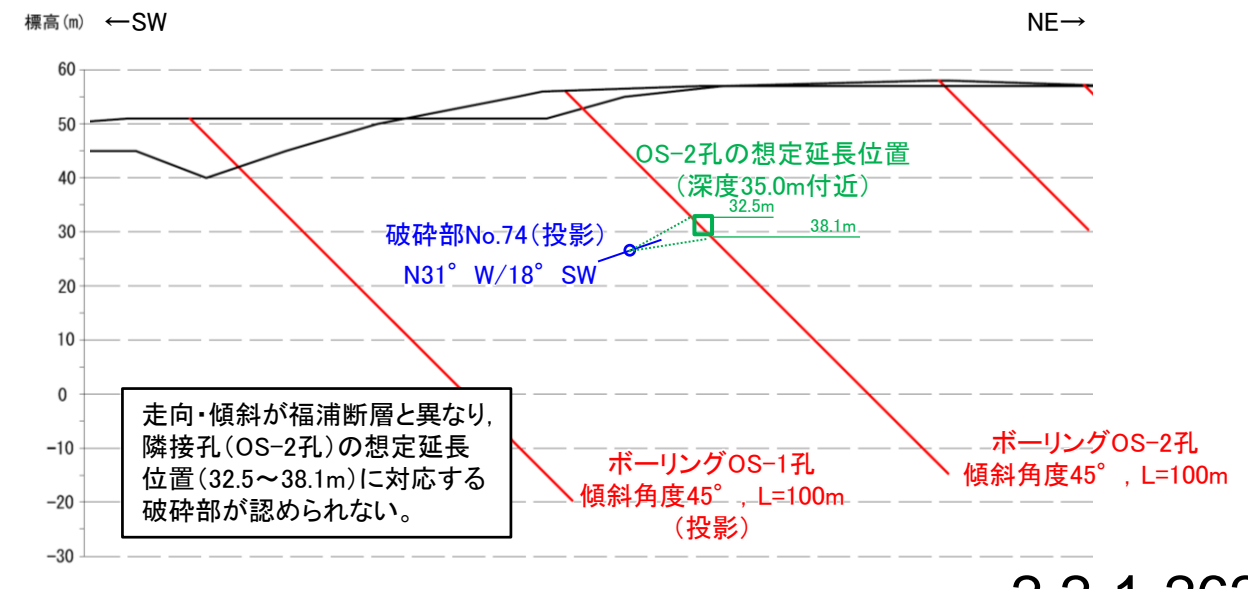 標高(m) ←SW
NE→
60
50
40
30
20
10
0
-10
-20
-30
OS-2孔の想定延長位置
(深度35.0m付近)
32.5m
38.1m
破砕部No.74(投影)
N31° W/18° SW
走向・傾斜が福浦断層と異なり,
隣接孔(OS-2孔)の想定延長
位置(32.5～38.1m)に対応する
破砕部が認められない。
ボーリングOS-1孔
傾斜角度45°, L=100m
(投影)
ボーリングOS-2孔
傾斜角度45°, L=100m